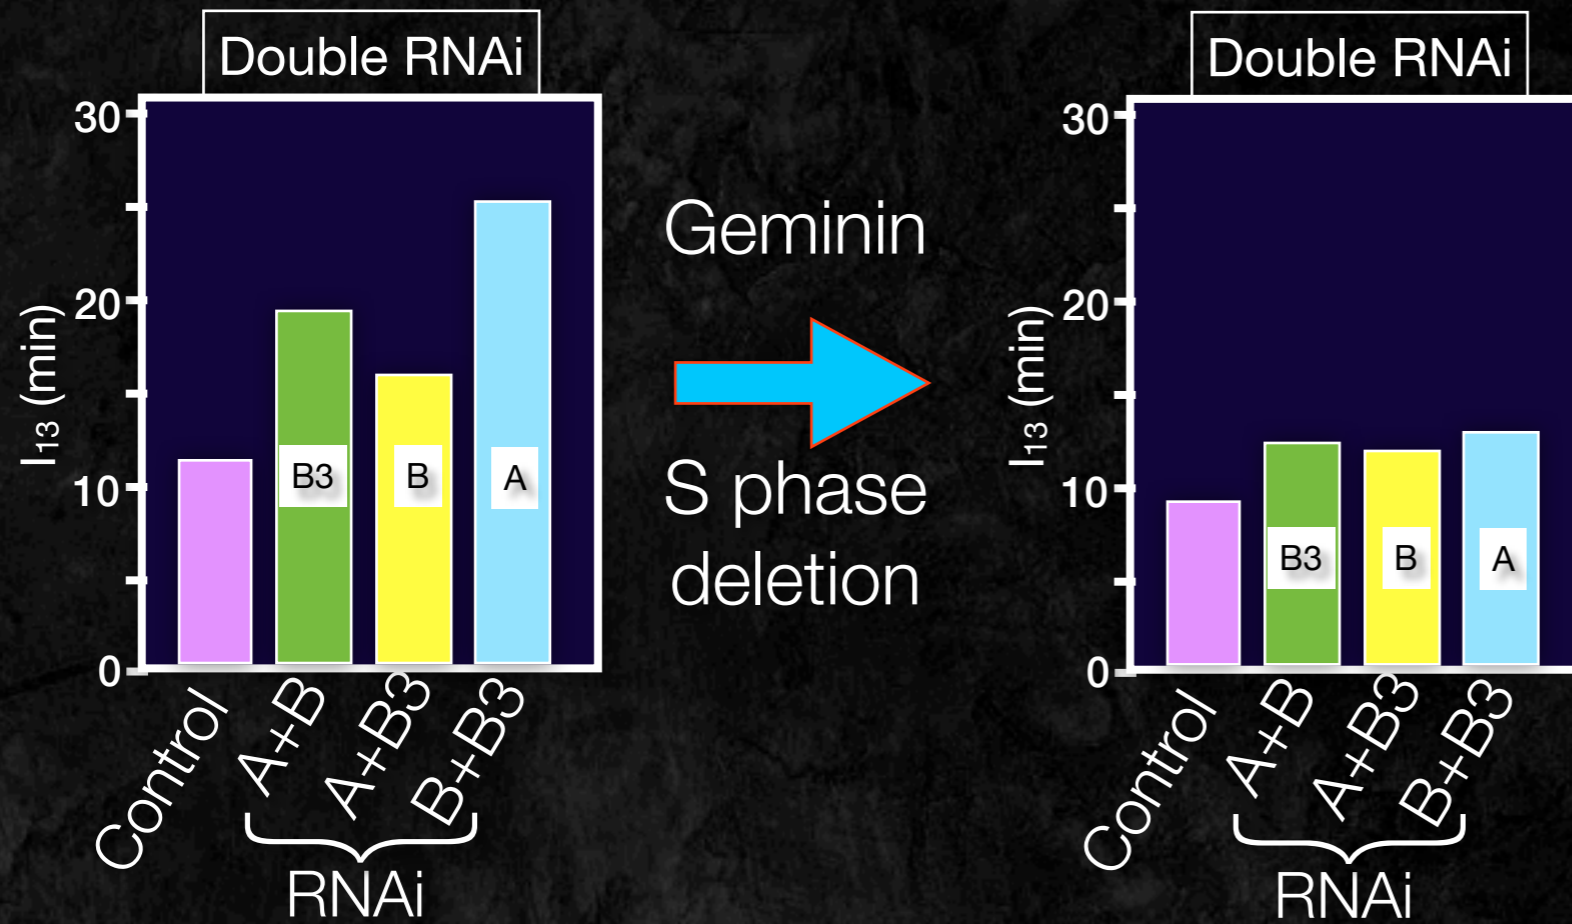 Double RNAi
30
20
10
0
I₁₃ (min)
B3
B
A
Control
A+B
A+B3
B+B3
RNAi
Geminin
S phase
deletion
Double RNAi
30
20
10
0
I₁₃ (min)
B3
B
A
Control
A+B
A+B3
B+B3
RNAi